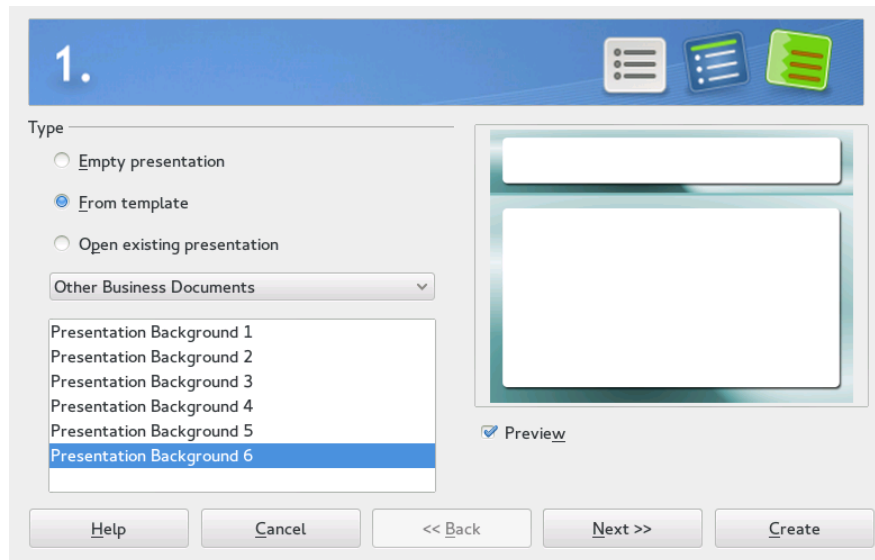 1.
Type
Empty presentation
From template
Open existing presentation
Other Business Documents
Presentation Background 1
Presentation Background 2
Presentation Background 3
Presentation Background 4
Presentation Background 5
Presentation Background 6
Preview
Help
Cancel
<< Back
Next >>
Create